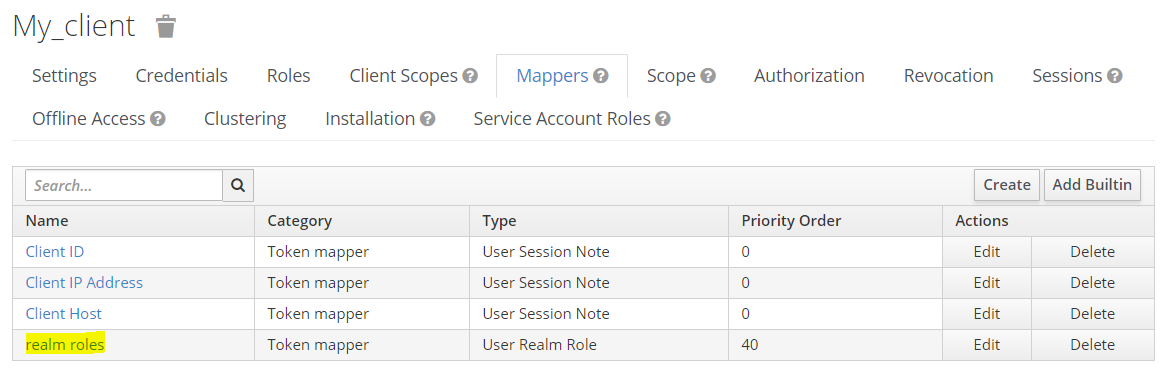 My_client
Settings Credentials Roles Client Scopes ? Mappers ? Scope ? Authorization Revocation Sessions ?
Offline Access ? Clustering Installation ? Service Account Roles ?
Search... Create Add Builtin
Name Category Type Priority Order Actions
Client ID Token mapper User Session Note 0 Edit Delete
Client IP Address Token mapper User Session Note 0 Edit Delete
Client Host Token mapper User Session Note 0 Edit Delete
realm roles Token mapper User Realm Role 40 Edit Delete